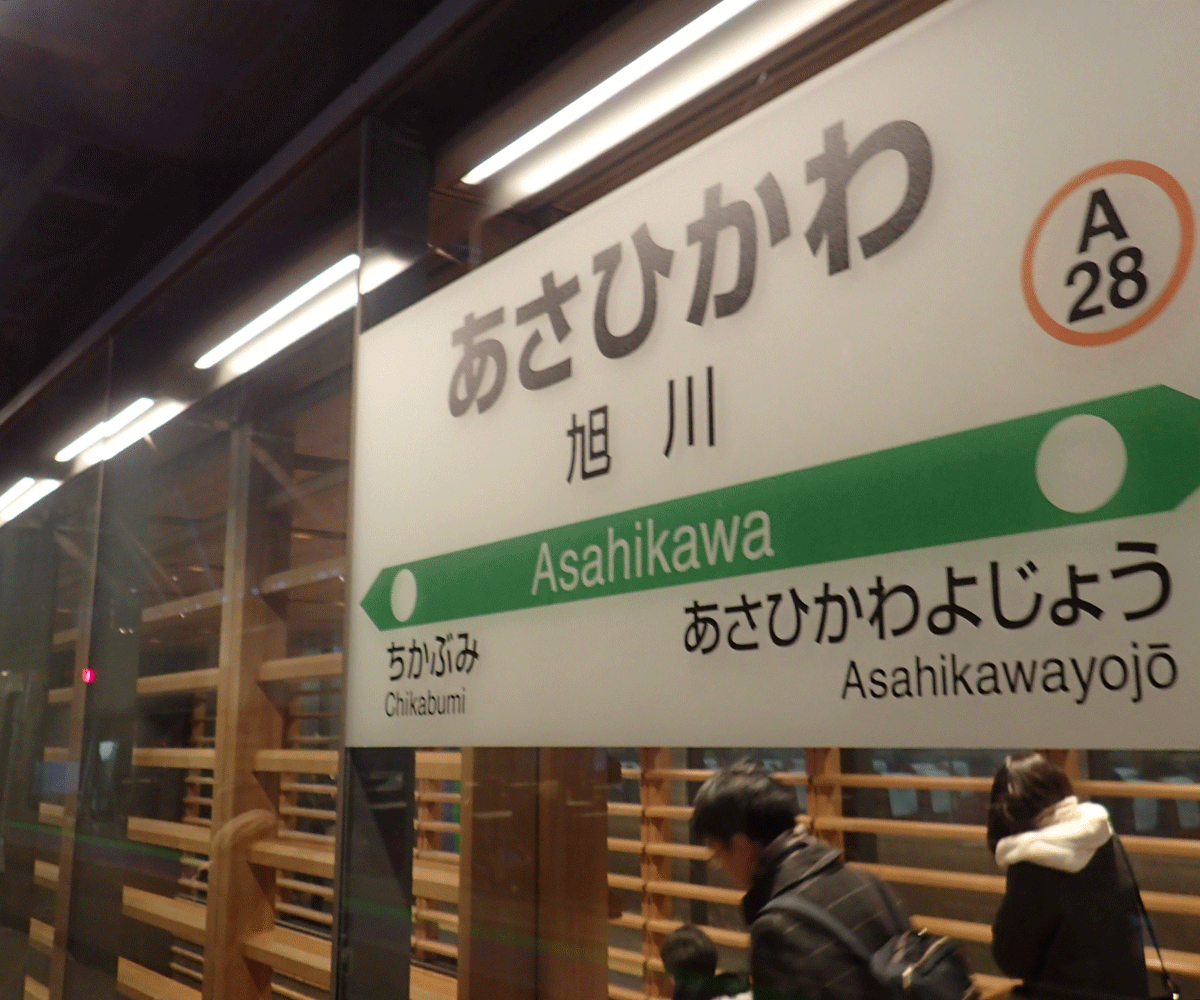 あさひかわ
A
28
旭川
Asahikawa
ちかぶみ
Chikabumi
あさひかわよじょう
Asahikawayojō